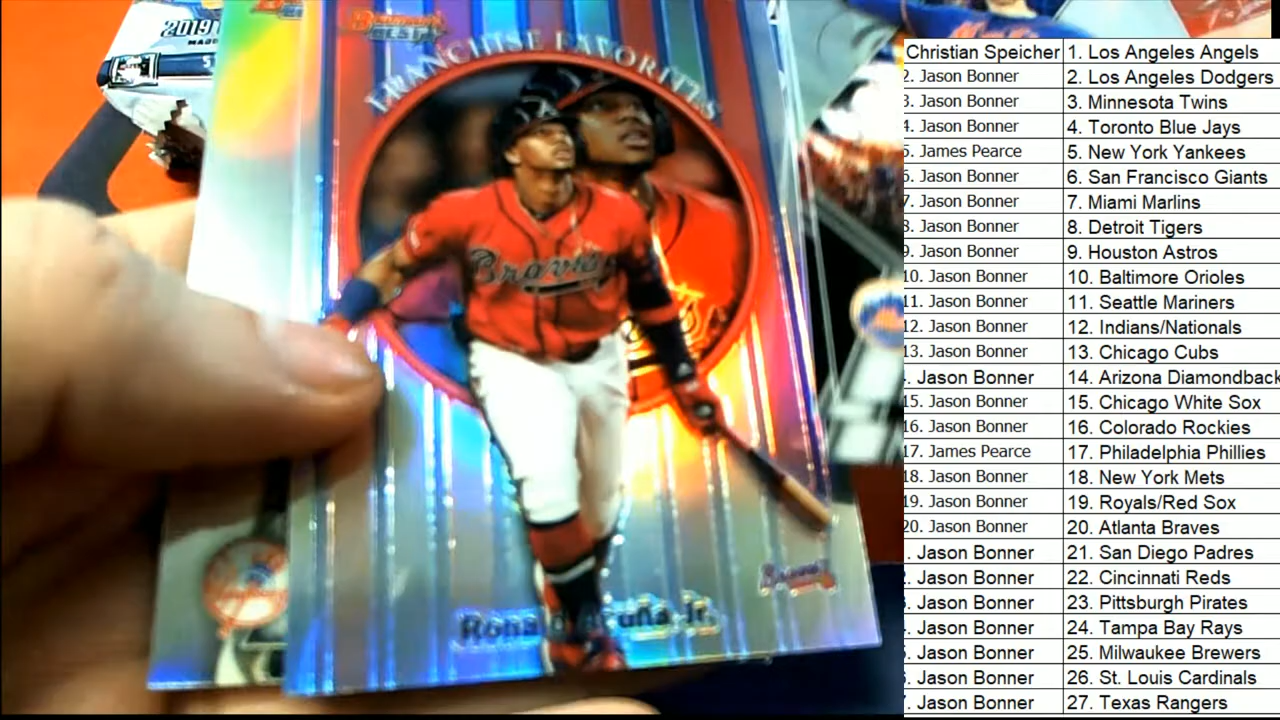 2019
BOWMAN'S BEST
FRANCHISE FAVORITES
Braves
Braves
Ronald Acuña Jr.
Christian Speicher 1. Los Angeles Angels
2. Jason Bonner 2. Los Angeles Dodgers
3. Jason Bonner 3. Minnesota Twins
4. Jason Bonner 4. Toronto Blue Jays
5. James Pearce 5. New York Yankees
6. Jason Bonner 6. San Francisco Giants
7. Jason Bonner 7. Miami Marlins
8. Jason Bonner 8. Detroit Tigers
9. Jason Bonner 9. Houston Astros
10. Jason Bonner 10. Baltimore Orioles
11. Jason Bonner 11. Seattle Mariners
12. Jason Bonner 12. Indians/Nationals
13. Jason Bonner 13. Chicago Cubs
. Jason Bonner 14. Arizona Diamondback
15. Jason Bonner 15. Chicago White Sox
16. Jason Bonner 16. Colorado Rockies
17. James Pearce 17. Philadelphia Phillies
18. Jason Bonner 18. New York Mets
19. Jason Bonner 19. Royals/Red Sox
20. Jason Bonner 20. Atlanta Braves
. Jason Bonner 21. San Diego Padres
. Jason Bonner 22. Cincinnati Reds
. Jason Bonner 23. Pittsburgh Pirates
. Jason Bonner 24. Tampa Bay Rays
. Jason Bonner 25. Milwaukee Brewers
. Jason Bonner 26. St. Louis Cardinals
. Jason Bonner 27. Texas Rangers